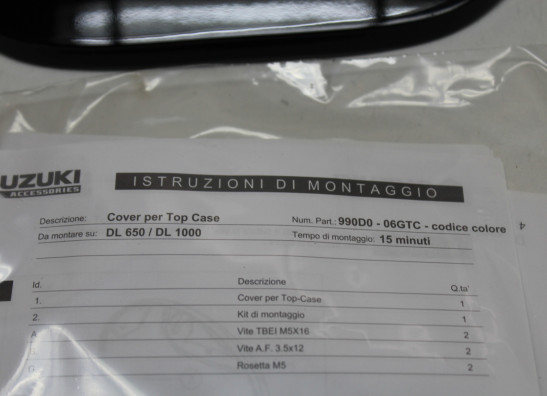 UZUKI
ACCESSORIES
ISTRUZIONI DI MONTAGGIO
Descrizione: Cover per Top Case Num. Part.: 990D0 - 06GTC - codice colore
Da montare su: DL 650 / DL 1000 Tempo di montaggio: 15 minuti
Id. Descrizione Q.ta'
1. Cover per Top-Case 1
2. Kit di montaggio 1
A Vite TBEI M5X16 2
Vite A.F. 3.5x12 2
Rosetta M5 2